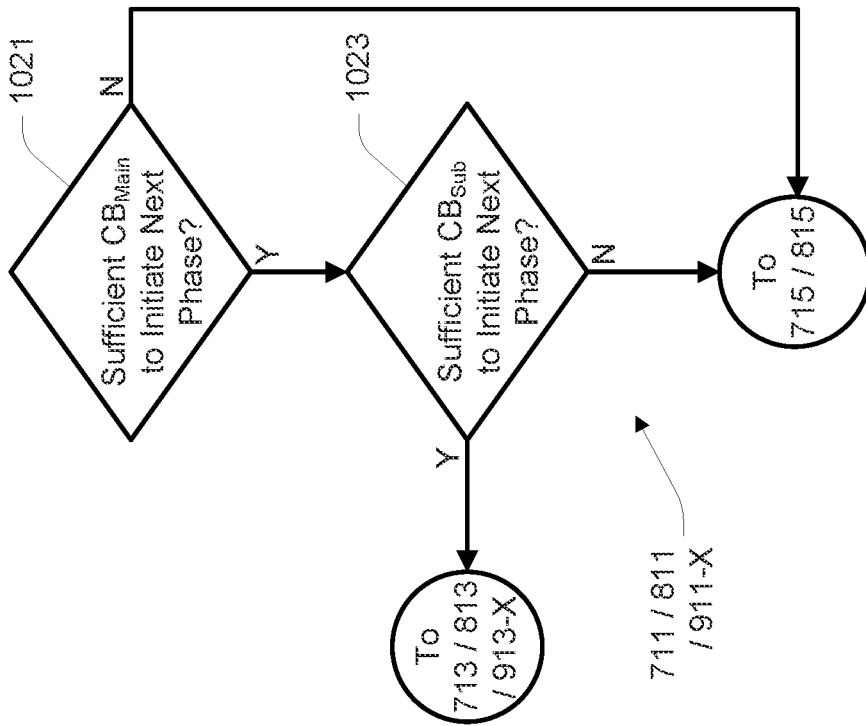 1021
Sufficient CB_Main
to Initiate Next
Phase?
N
Y
1023
Sufficient CB_Sub
to Initiate Next
Phase?
Y
N
To
713 / 813
/ 913-X
To
715 / 815
711 / 811
/ 911-X